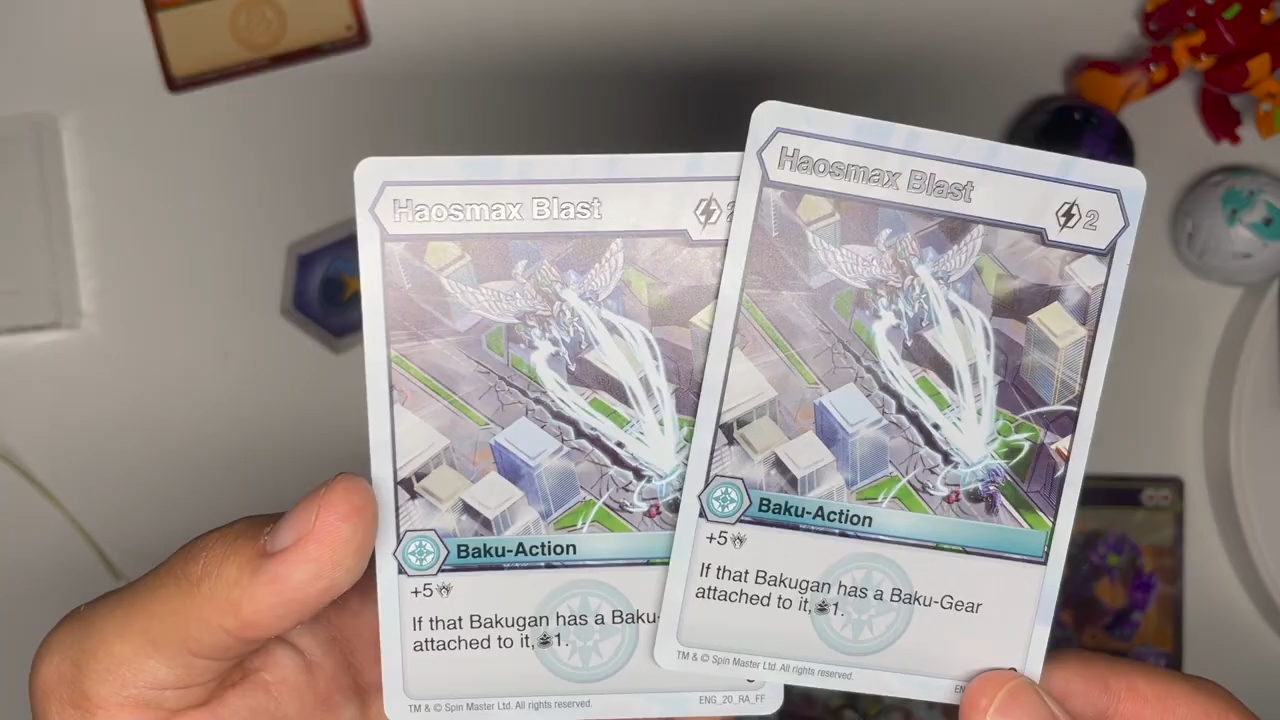 Haosmax Blast
Baku-Action
+5
If that Bakugan has a Baku-
attached to it, 1.
TM & © Spin Master Ltd. All rights reserved.
ENG_20_RA_FF
Haosmax Blast
2
Baku-Action
+5
If that Bakugan has a Baku-Gear
attached to it, 1.
TM & © Spin Master Ltd. All rights reserved.
EN